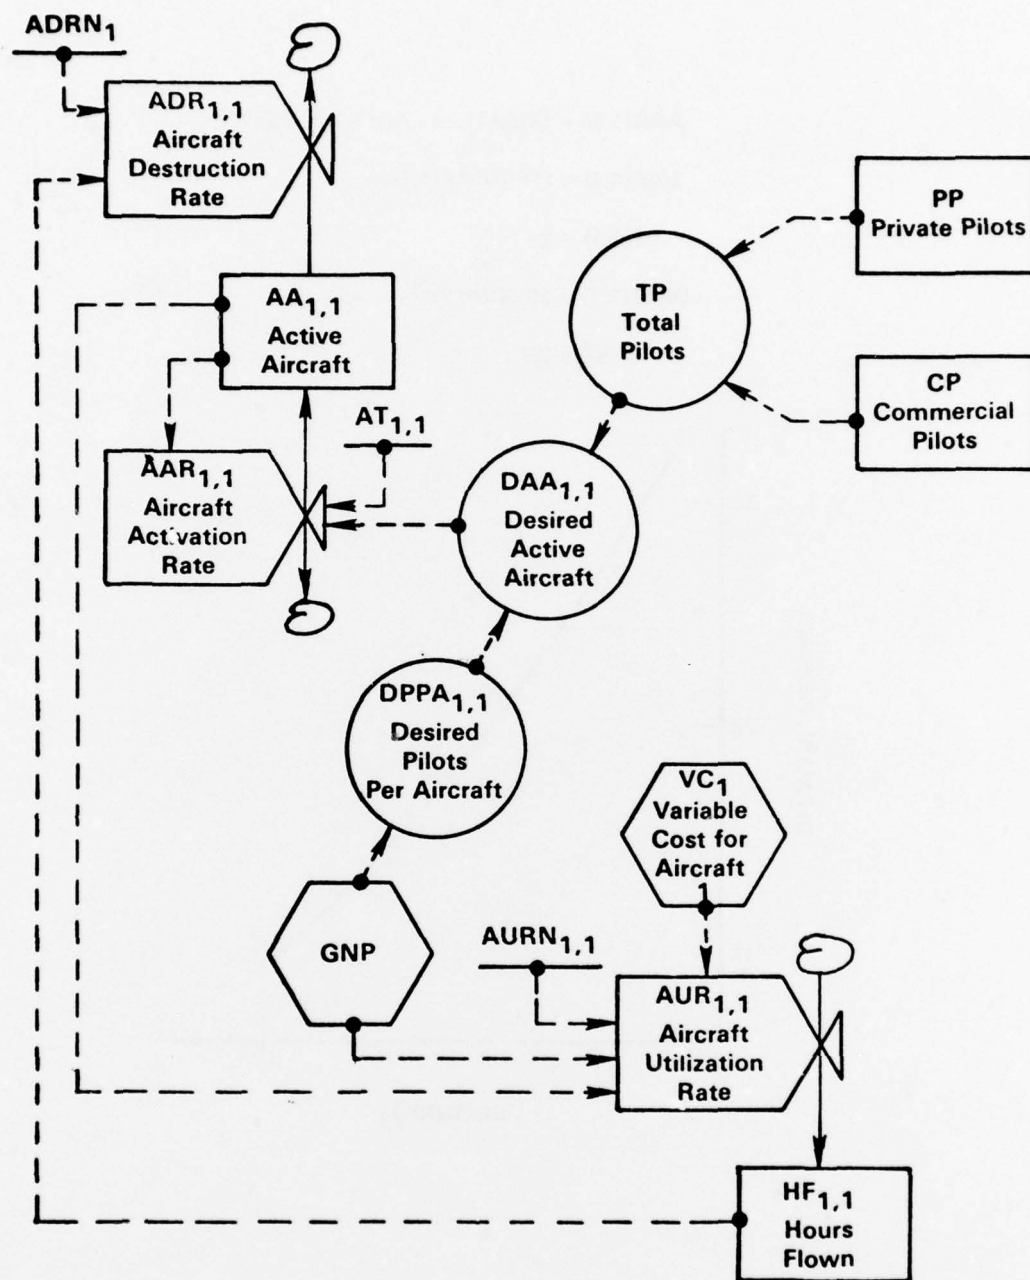 ADRN1
ADR1,1
Aircraft
Destruction
Rate
PP
Private Pilots
TP
Total
Pilots
AA1,1
Active
Aircraft
CP
Commercial
Pilots
AT1,1
AAR1,1
Aircraft
Activation
Rate
DAA1,1
Desired
Active
Aircraft
DPPA1,1
Desired
Pilots
Per Aircraft
VC1
Variable
Cost for
Aircraft
1
GNP
AURN1,1
AUR1,1
Aircraft
Utilization
Rate
HF1,1
Hours
Flown